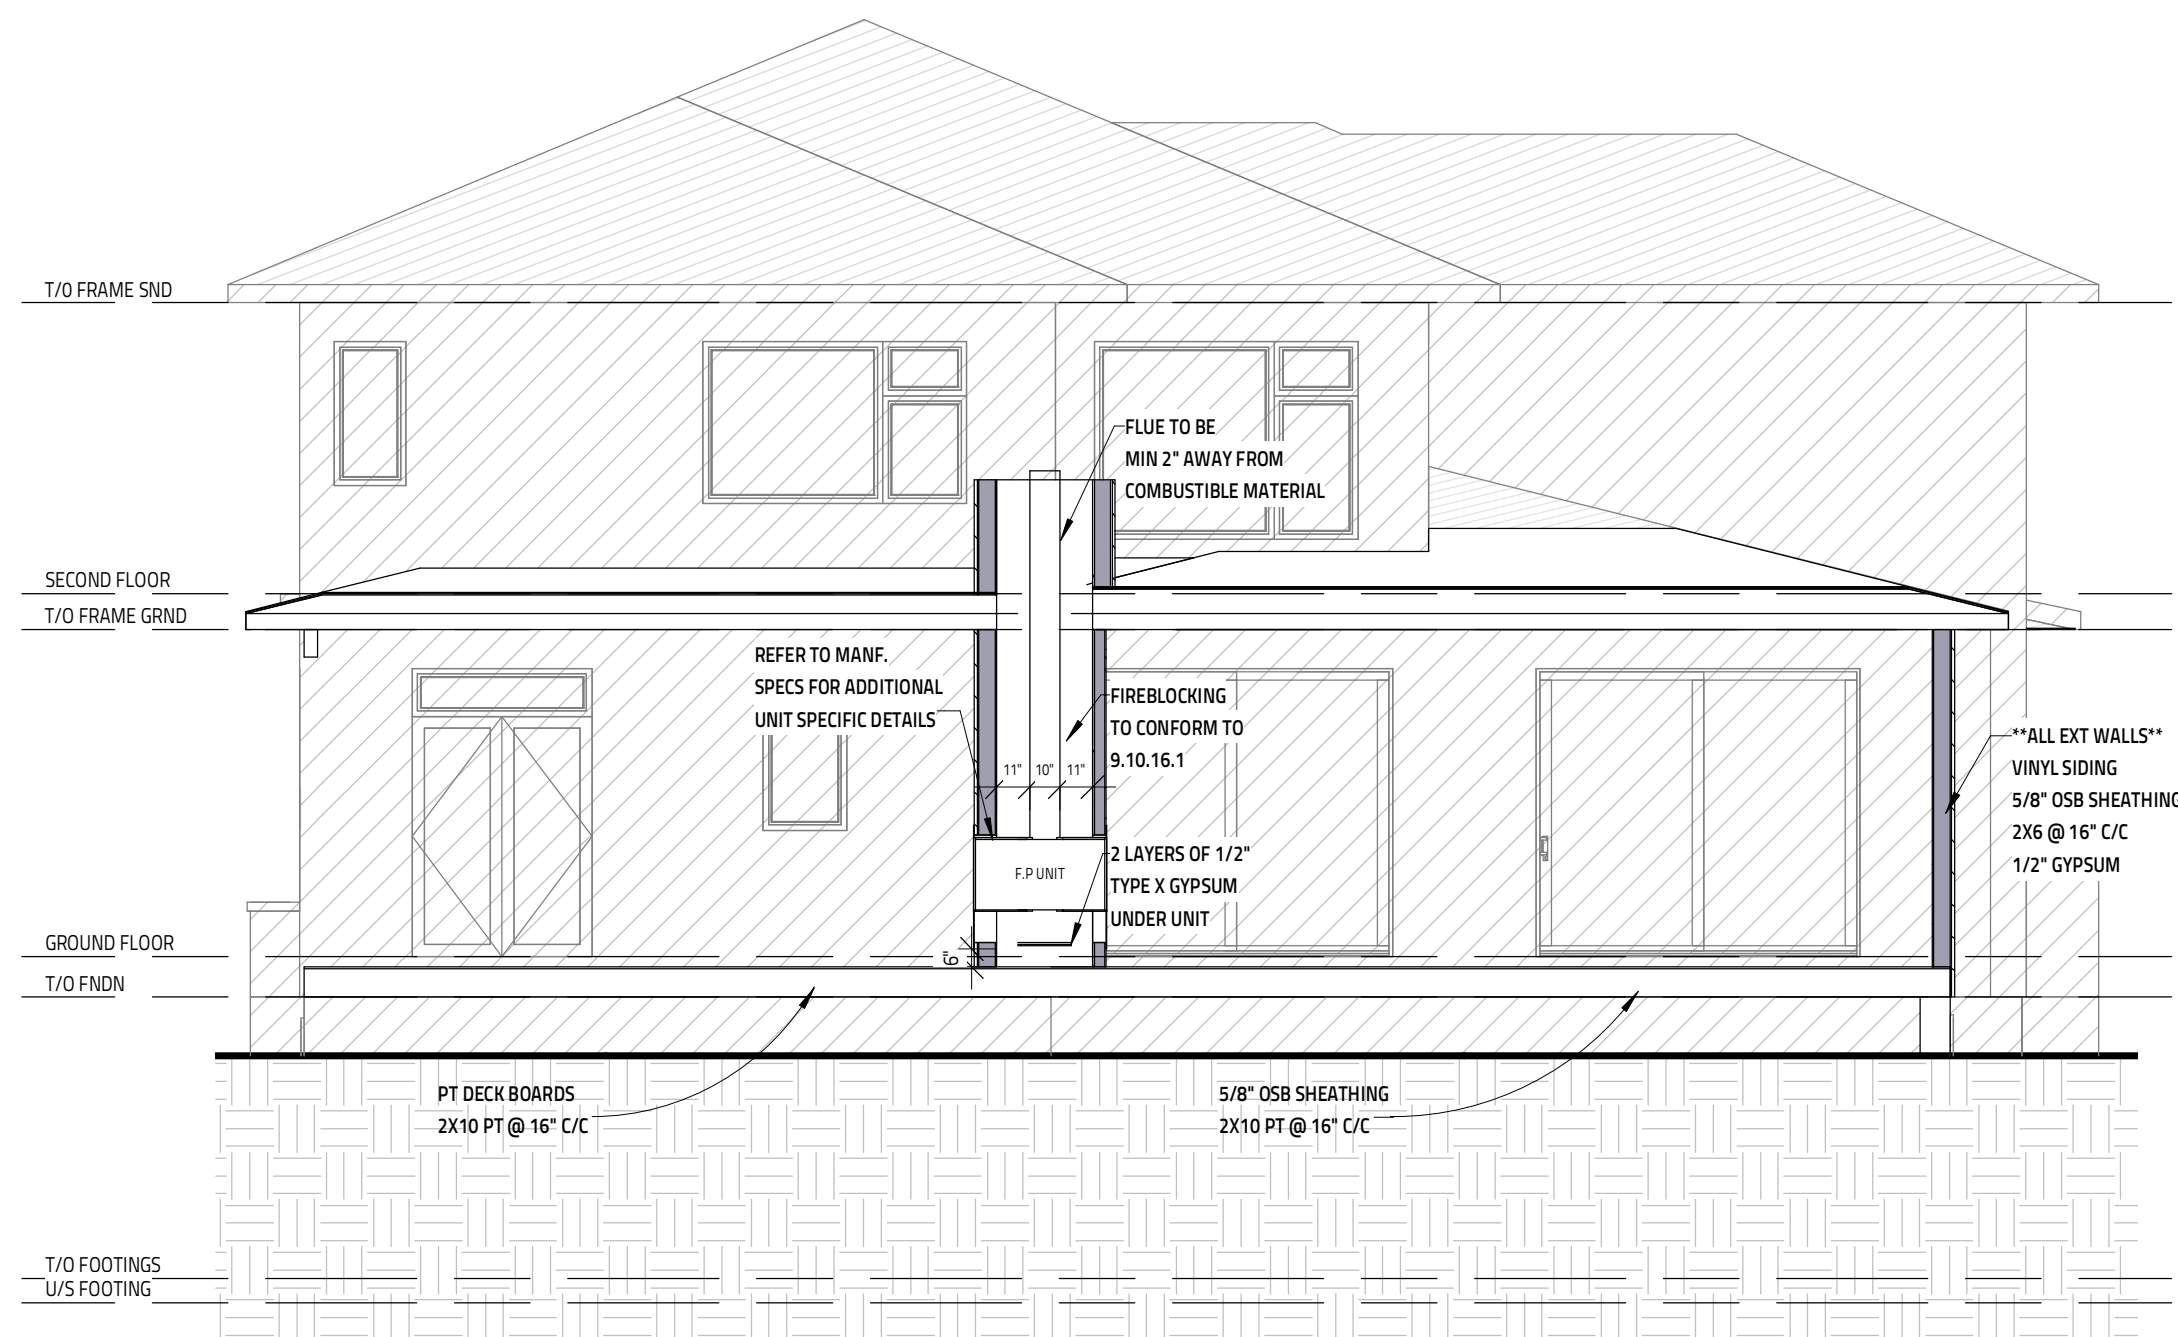 T/O FRAME SND
FLUE TO BE
MIN 2" AWAY FROM
COMBUSTIBLE MATERIAL
SECOND FLOOR
T/O FRAME GRND
REFER TO MANF.
SPECS FOR ADDITIONAL
UNIT SPECIFIC DETAILS
FIREBLOCKING
TO CONFORM TO
9.10.16.1
11" 10" 11"
**ALL EXT WALLS**
VINYL SIDING
5/8" OSB SHEATHING
2X6 @ 16" C/C
1/2" GYPSUM
F.P UNIT
2 LAYERS OF 1/2"
TYPE X GYPSUM
UNDER UNIT
GROUND FLOOR
6"
T/O FNDN
PT DECK BOARDS
2X10 PT @ 16" C/C
5/8" OSB SHEATHING
2X10 PT @ 16" C/C
T/O FOOTINGS
U/S FOOTING